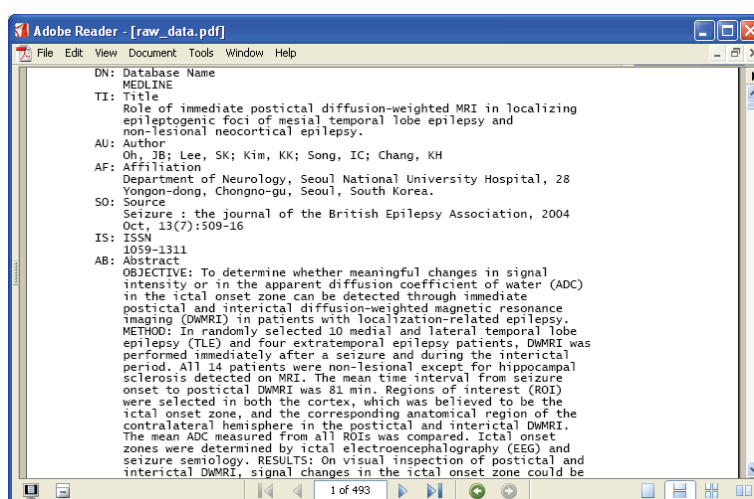 Adobe Reader - [raw_data.pdf]
File Edit View Document Tools Window Help
DN: Database Name
MEDLINE
TI: Title
Role of immediate postictal diffusion-weighted MRI in localizing
epileptogenic foci of mesial temporal lobe epilepsy and
non-lesional neocortical epilepsy.
AU: Author
Oh, JB; Lee, SK; Kim, KK; Song, IC; Chang, KH
AF: Affiliation
Department of Neurology, Seoul National University Hospital, 28
Yongon-dong, Chongno-gu, Seoul, South Korea.
SO: Source
Seizure : the journal of the British Epilepsy Association, 2004
Oct, 13(7):509-16
IS: ISSN
1059-1311
AB: Abstract
OBJECTIVE: To determine whether meaningful changes in signal
intensity or in the apparent diffusion coefficient of water (ADC)
in the ictal onset zone can be detected through immediate
postictal and interictal diffusion-weighted magnetic resonance
imaging (DWMRI) in patients with localization-related epilepsy.
METHOD: In randomly selected 10 medial and lateral temporal lobe
epilepsy (TLE) and four extratemporal epilepsy patients, DWMRI was
performed immediately after a seizure and during the interictal
period. All 14 patients were non-lesional except for hippocampal
sclerosis detected on MRI. The mean time interval from seizure
onset to postictal DWMRI was 81 min. Regions of interest (ROI)
were selected in both the cortex, which was believed to be the
ictal onset zone, and the corresponding anatomical region of the
contralateral hemisphere in the postictal and interictal DWMRI.
The mean ADC measured from all ROIs was compared. Ictal onset
zones were determined by ictal electroencephalography (EEG) and
seizure semiology. RESULTS: On visual inspection of postictal and
interictal DWMRI, signal changes in the ictal onset zone could be
1 of 493